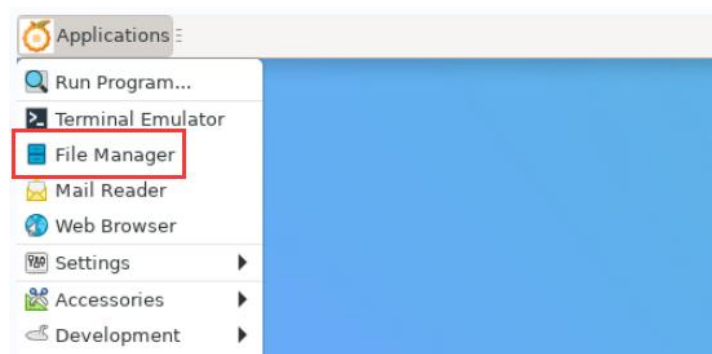 Applications
Run Program...
Terminal Emulator
File Manager
Mail Reader
Web Browser
Settings
Accessories
Development